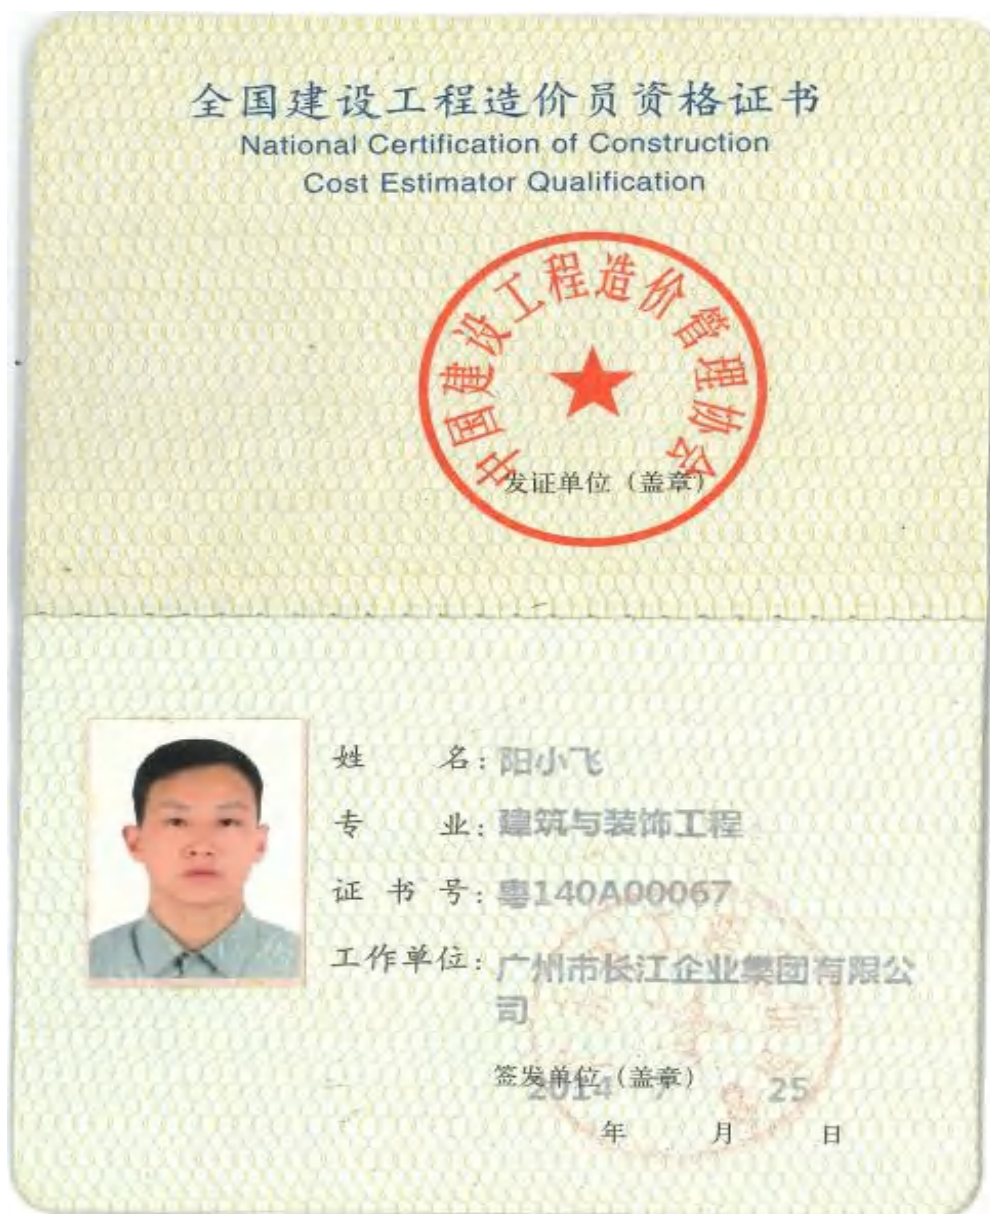 全国建设工程造价员资格证书
National Certification of Construction
Cost Estimator Qualification
中国建设工程造价管理协会
发证单位（盖章）
姓 名：阳小飞
专 业：建筑与装饰工程
证 书 号：粤140A00067
工作单位：广州市长江企业集团有限公
司
签发单位（盖章）
2014 7 25
年 月 日